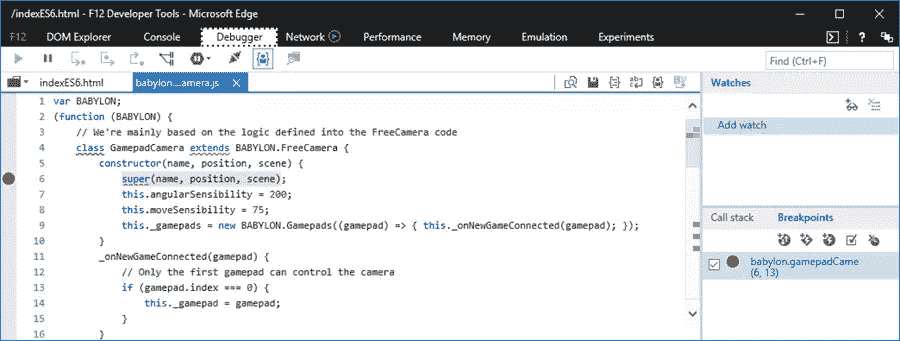 /indexES6.html - F12 Developer Tools - Microsoft Edge
F12 DOM Explorer Console Debugger Network Performance Memory Emulation Experiments
Find (Ctrl+F)
indexES6.html babylon....amera.js
Watches
Add watch
1 var BABYLON;
2 (function (BABYLON) {
3 // We're mainly based on the logic defined into the FreeCamera code
4 class GamepadCamera extends BABYLON.FreeCamera {
5 constructor(name, position, scene) {
6 super(name, position, scene);
7 this.angularSensibility = 200;
8 this.moveSensibility = 75;
9 this._gamepads = new BABYLON.Gamepads((gamepad) => { this._onNewGameConnected(gamepad); });
10 }
11 _onNewGameConnected(gamepad) {
12 // Only the first gamepad can control the camera
13 if (gamepad.index === 0) {
14 this._gamepad = gamepad;
15 }
16 }
Call stack Breakpoints
babylon.gamepadCame
(6, 13)